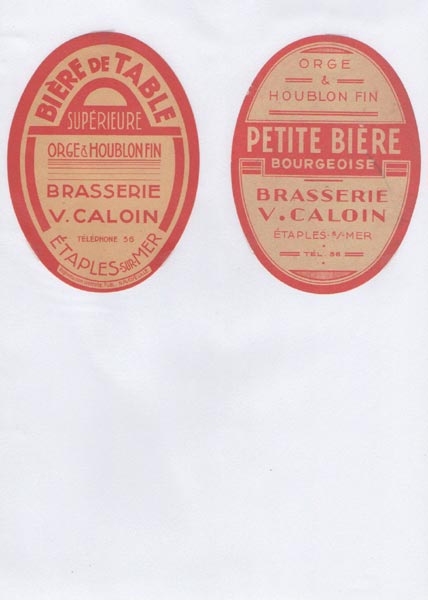 BIÈRE DE TABLE
SUPÉRIEURE
ORGE & HOUBLON FIN
BRASSERIE
V. CALOIN
TÉLÉPHONE 56
ÉTAPLES-SUR-MER
ORGE
&
HOUBLON FIN
PETITE BIÈRE
BOURGEOISE
BRASSERIE
V. CALOIN
ÉTAPLES-S/-MER
TÉL. 56